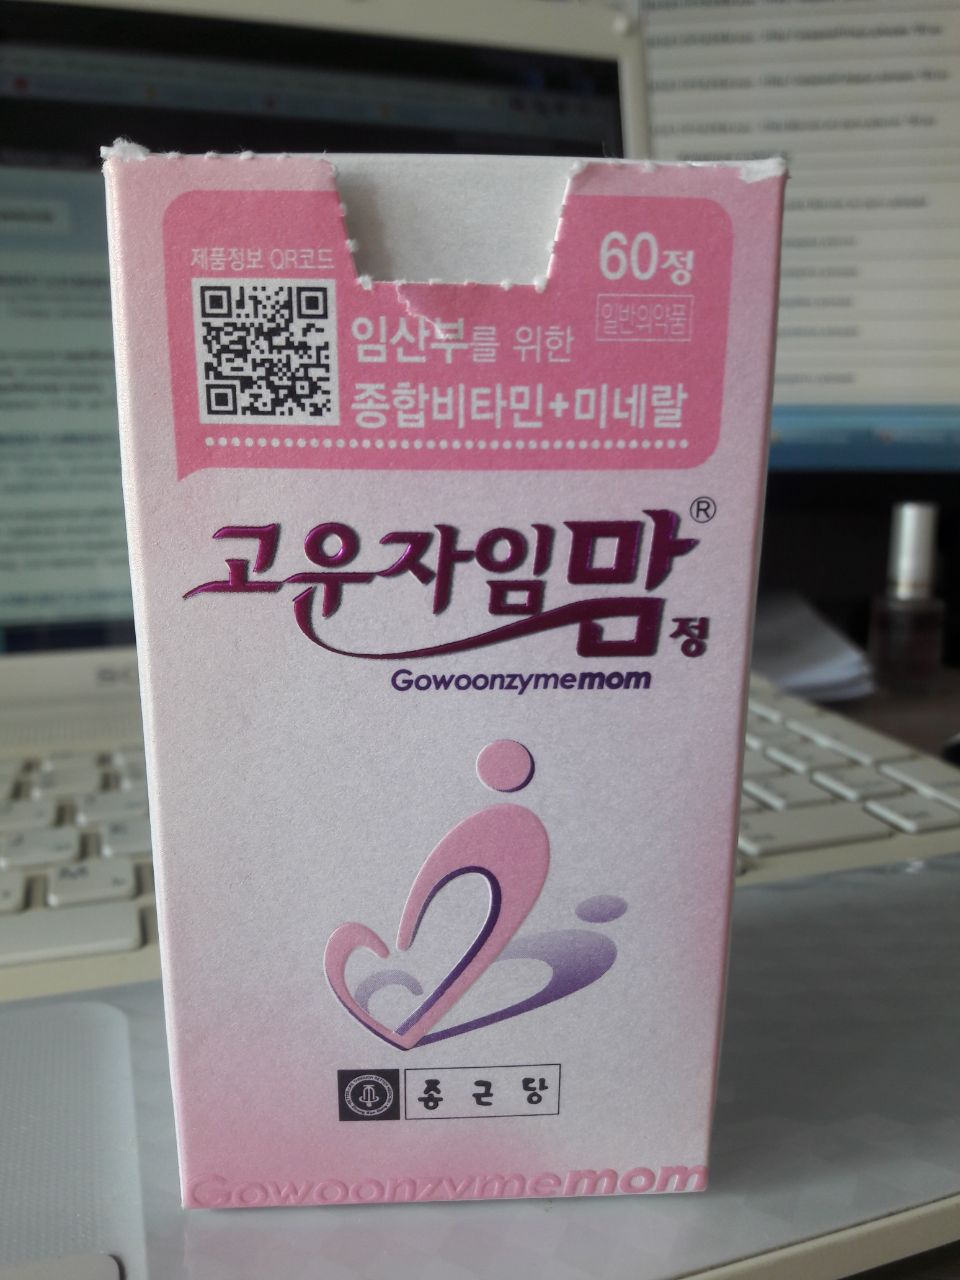 제품정보 QR코드
60정
일반의약품
임산부를 위한
종합비타민+미네랄
고운자임맘®
정
Gowoonzymemom
종근당
Gowoonzymemom